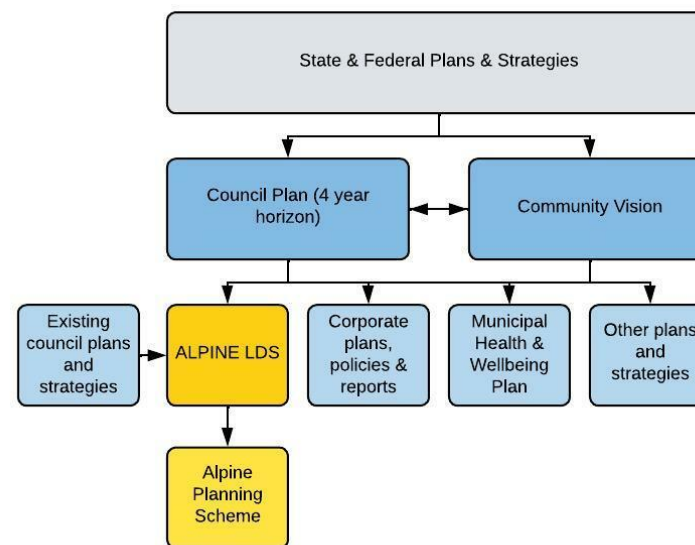 State & Federal Plans & Strategies
Council Plan (4 year
horizon)
Community Vision
Existing
council plans
and
strategies
ALPINE LDS
Corporate
plans,
policies &
reports
Municipal
Health &
Wellbeing
Plan
Other plans
and
strategies
Alpine
Planning
Scheme